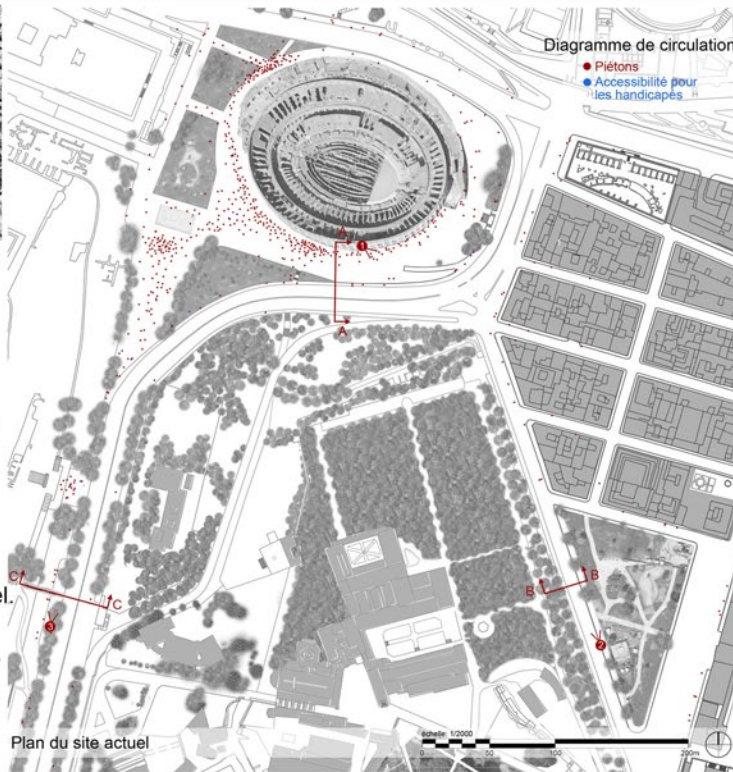 Diagramme de circulation
Piétons
Accessibilité pour
les handicapés
A
1
A
C
C
el.
3
B
B
2
Plan du site actuel
échelle: 1/2000
0
50
100
200m